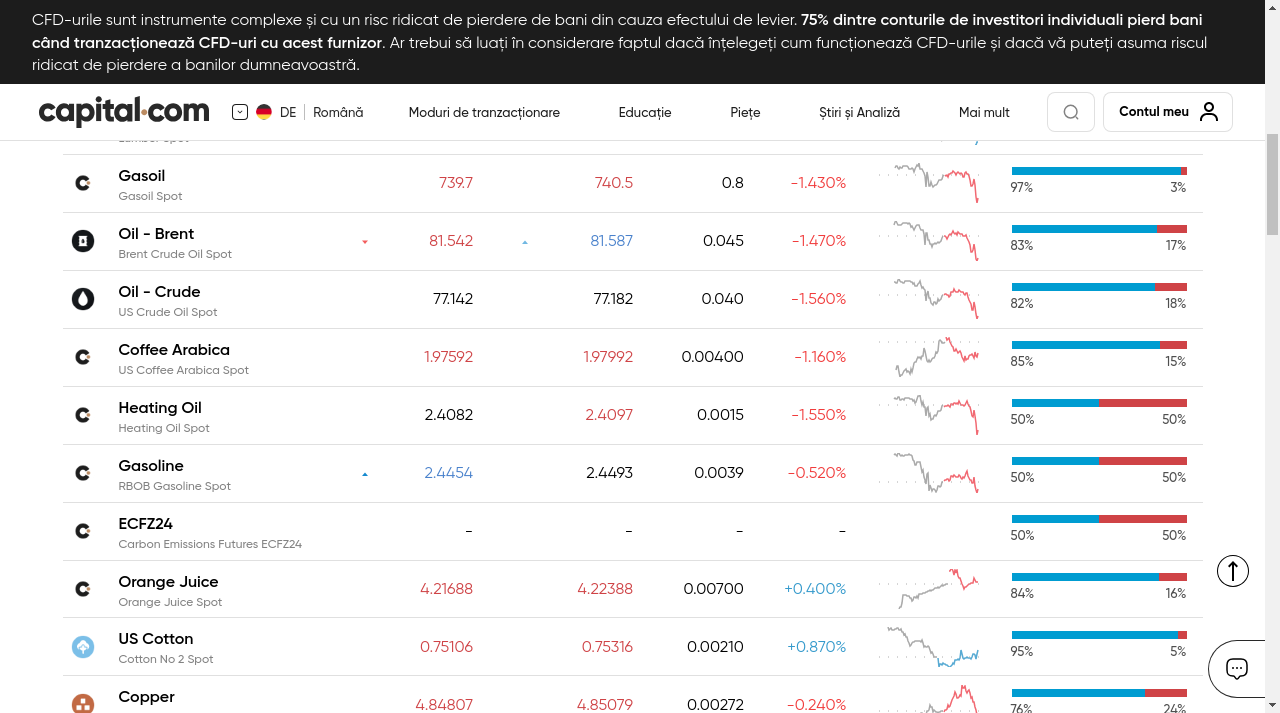 CFD-urile sunt instrumente complexe și cu un risc ridicat de pierdere de bani din cauza efectului de levier. 75% dintre conturile de investitori individuali pierd bani
când tranzacționează CFD-uri cu acest furnizor. Ar trebui să luați în considerare faptul dacă înțelegeți cum funcționează CFD-urile și dacă vă puteți asuma riscul
ridicat de pierdere a banilor dumneavoastră.
capital.com DE Română Moduri de tranzacționare Educație Piețe Știri și Analiză Mai mult Contul meu
Lumber Spot
Gasoil 739.7 740.5 0.8 -1.430%
Gasoil Spot 97% 3%
Oil - Brent 81.542 81.587 0.045 -1.470%
Brent Crude Oil Spot 83% 17%
Oil - Crude 77.142 77.182 0.040 -1.560%
US Crude Oil Spot 82% 18%
Coffee Arabica 1.97592 1.97992 0.00400 -1.160%
US Coffee Arabica Spot 85% 15%
Heating Oil 2.4082 2.4097 0.0015 -1.550%
Heating Oil Spot 50% 50%
Gasoline 2.4454 2.4493 0.0039 -0.520%
RBOB Gasoline Spot 50% 50%
ECFZ24 - - - -
Carbon Emissions Futures ECFZ24 50% 50%
Orange Juice 4.21688 4.22388 0.00700 +0.400%
Orange Juice Spot 84% 16%
US Cotton 0.75106 0.75316 0.00210 +0.870%
Cotton No 2 Spot 95% 5%
Copper 4.84807 4.85079 0.00272 -0.240%
76% 24%